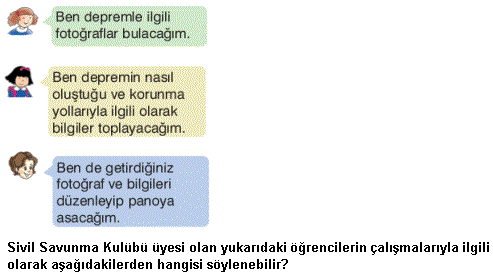 Ben depremle ilgili
fotoğraflar bulacağım.
Ben depremin nasıl
oluştuğu ve korunma
yollarıyla ilgili olarak
bilgiler toplayacağım.
Ben de getirdiğiniz
fotoğraf ve bilgileri
düzenleyip panoya
asacağım.
Sivil Savunma Kulübü üyesi olan yukarıdaki öğrencilerin çalışmalarıyla ilgili
olarak aşağıdakilerden hangisi söylenebilir?